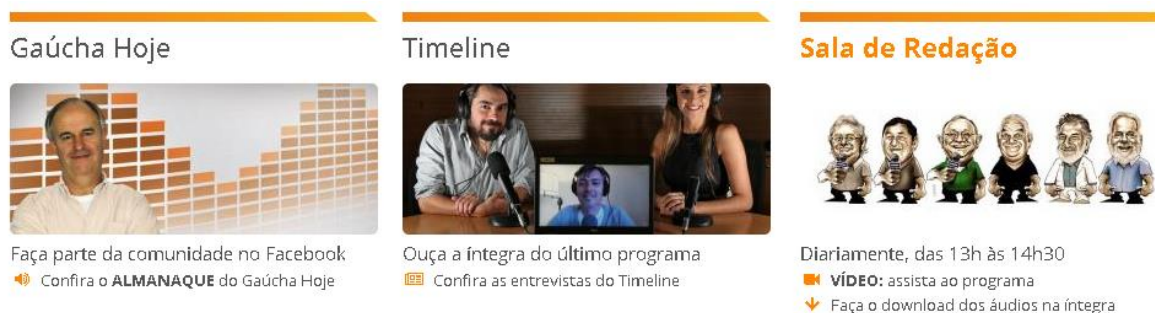 Gaúcha Hoje
Faça parte da comunidade no Facebook
Confira o ALMANAQUE do Gaúcha Hoje
Timeline
Ouça a íntegra do último programa
Confira as entrevistas do Timeline
Sala de Redação
Diariamente, das 13h às 14h30
VÍDEO: assista ao programa
Faça o download dos áudios na íntegra